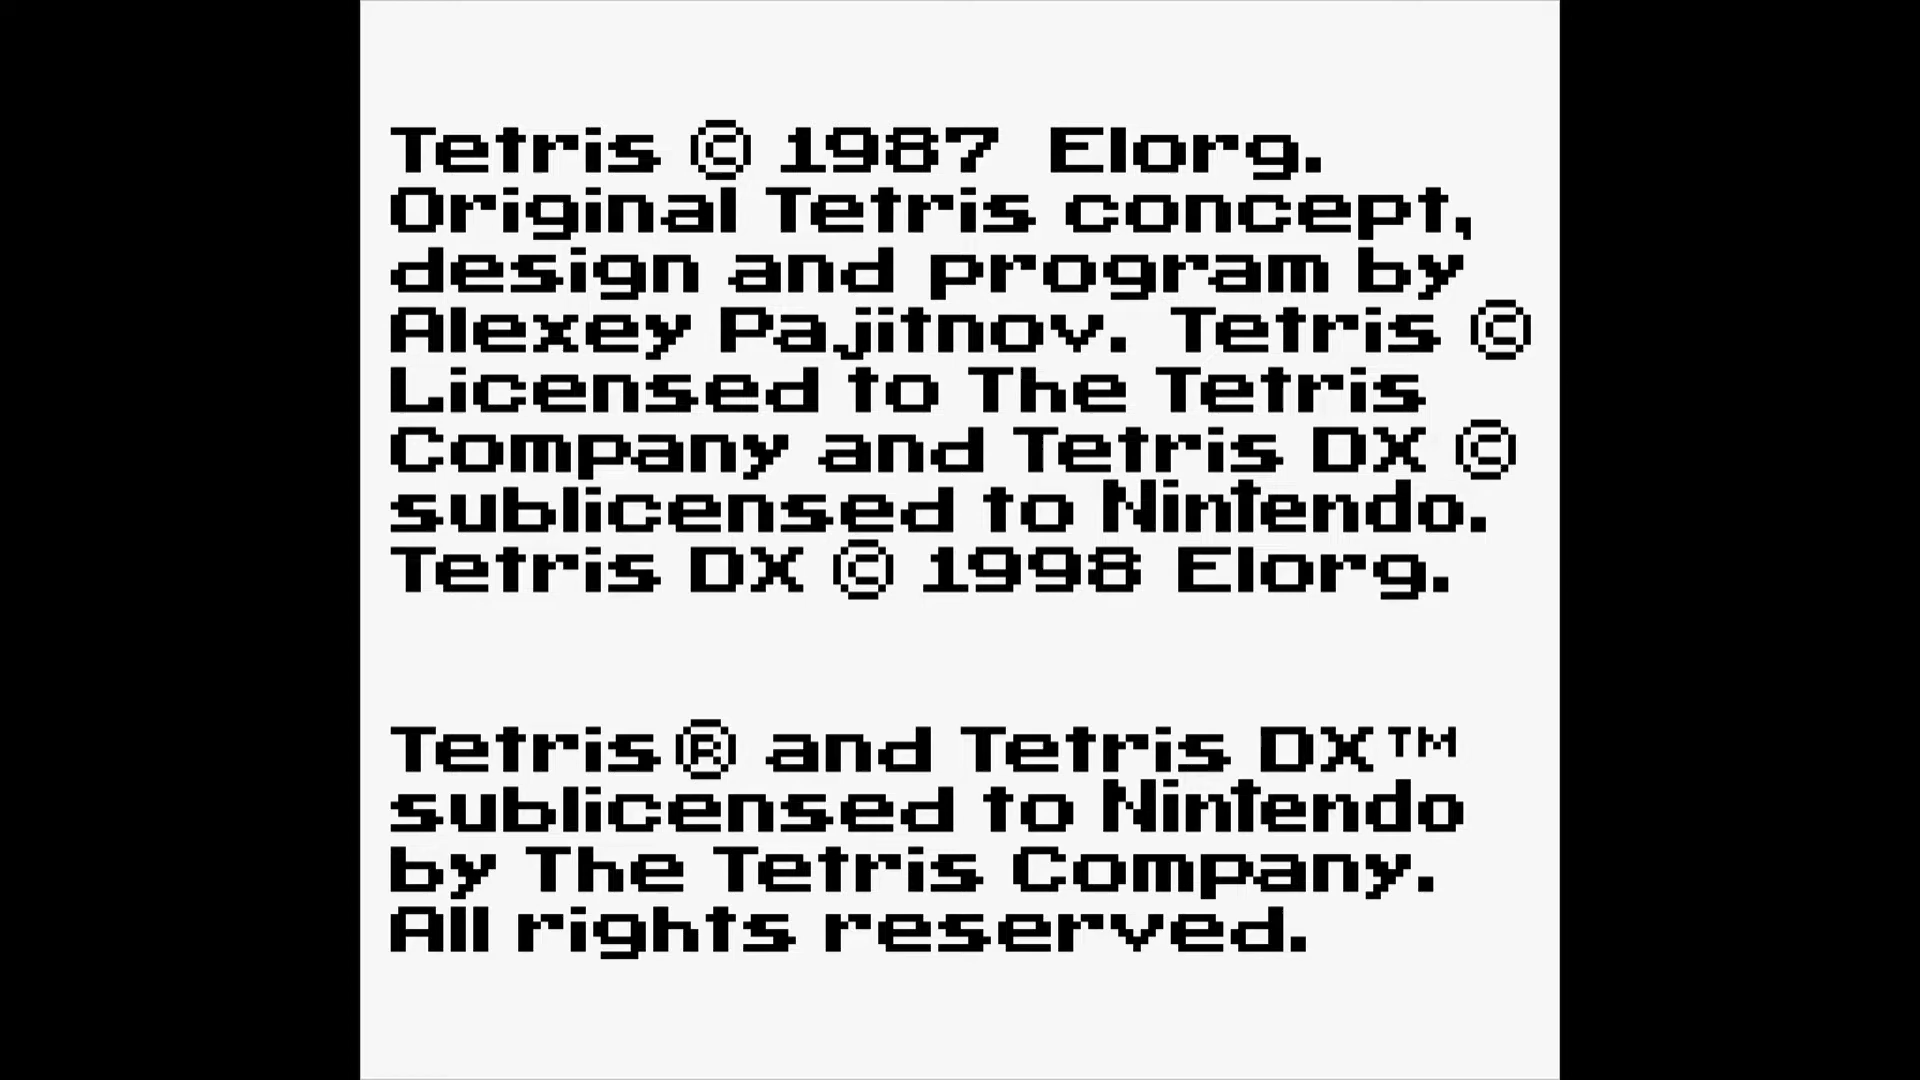 Tetris © 1987 Elorg.
Original Tetris concept,
design and program by
Alexey Pajitnov. Tetris ©
Licensed to The Tetris
Company and Tetris DX ©
sublicensed to Nintendo.
Tetris DX © 1998 Elorg.
Tetris® and Tetris DX™
sublicensed to Nintendo
by The Tetris Company.
All rights reserved.